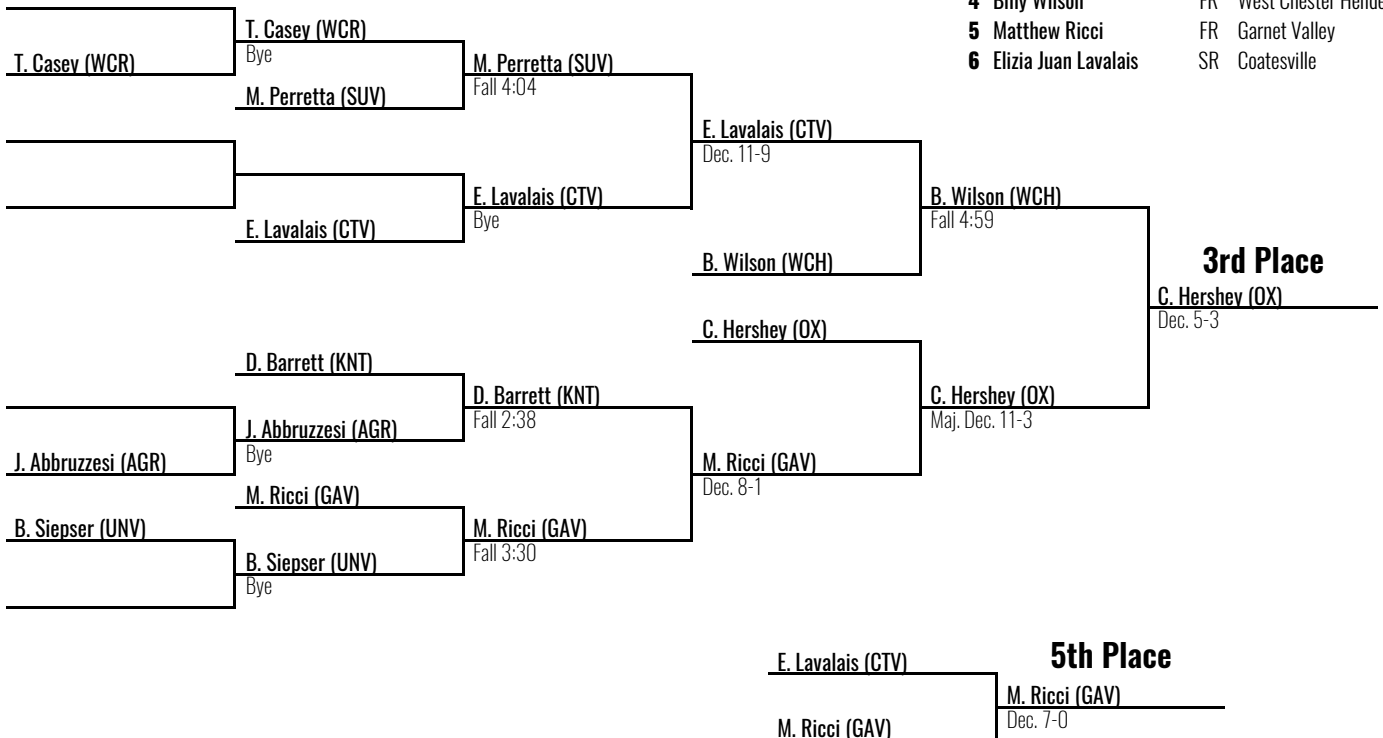 4 Billy Wilson FR West Chester
5 Matthew Ricci FR Garnet Valley
6 Elizia Juan Lavalais SR Coatesville
T. Casey (WCR)
T. Casey (WCR)
Bye
M. Perretta (SUV)
M. Perretta (SUV)
Fall 4:04
E. Lavalais (CTV)
E. Lavalais (CTV)
Bye
E. Lavalais (CTV)
Dec. 11-9
B. Wilson (WCH)
B. Wilson (WCH)
Fall 4:59
3rd Place
C. Hershey (OX)
Dec. 5-3
C. Hershey (OX)
C. Hershey (OX)
Maj. Dec. 11-3
D. Barrett (KNT)
D. Barrett (KNT)
Fall 2:38
J. Abbruzzesi (AGR)
J. Abbruzzesi (AGR)
Bye
M. Ricci (GAV)
Dec. 8-1
M. Ricci (GAV)
M. Ricci (GAV)
Fall 3:30
B. Siepser (UNV)
B. Siepser (UNV)
Bye
5th Place
E. Lavalais (CTV)
M. Ricci (GAV)
Dec. 7-0
M. Ricci (GAV)